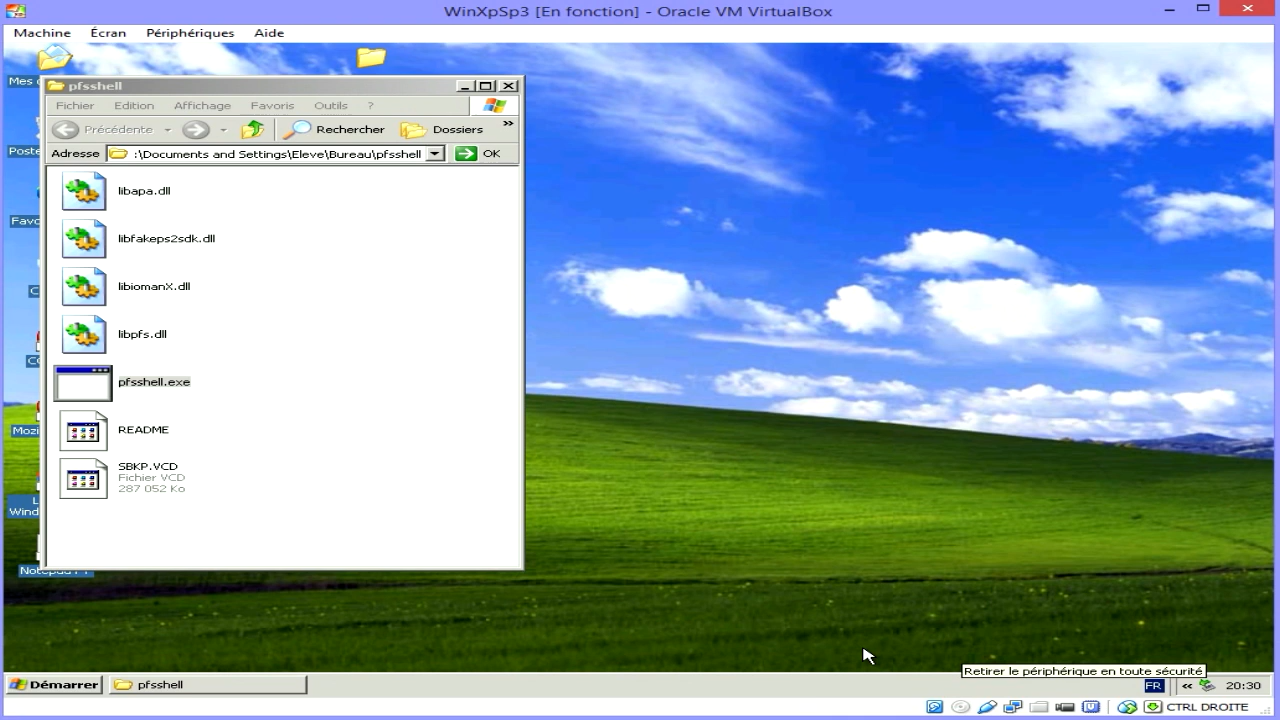 WinXpSp3 [En fonction] - Oracle VM VirtualBox
Machine Écran Périphériques Aide
Mes
pfsshell
Fichier Edition Affichage Favoris Outils ?
Précédente Rechercher Dossiers »
Poste
Adresse :\Documents and Settings\Eleve\Bureau\pfsshell OK
libapa.dll
Favo
libfakeps2sdk.dll
libiomanX.dll
libpfs.dll
pfsshell.exe
Mozi
README
SBKP.VCD
Fichier VCD
287 052 Ko
L
Wind
Retirer le périphérique en toute sécurité
Démarrer pfsshell FR « 20:30
CTRL DROITE